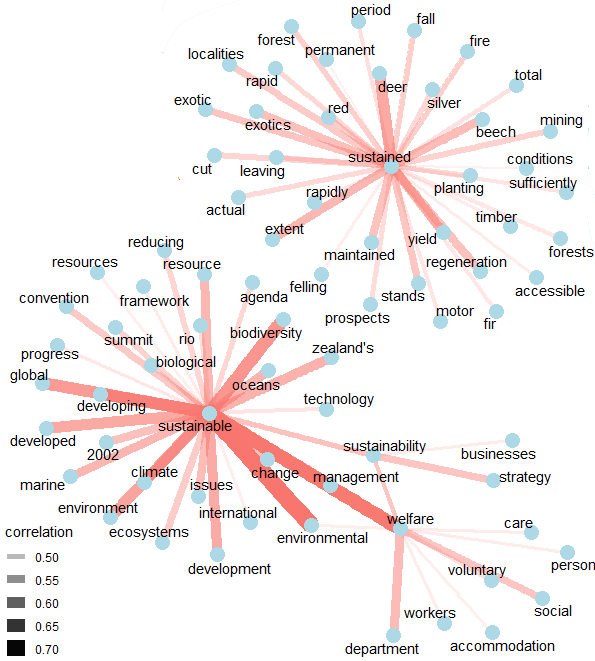 period
forest
fall
fire
permanent
localities
rapid
deer
total
exotic
silver
red
exotics
beech
mining
sustained
conditions
cut
leaving
planting
sufficiently
rapidly
actual
timber
extent
yield
forests
reducing
maintained
resources
resource
regeneration
felling
accessible
convention
framework
agenda
stands
prospects
motor
fir
summit
rio
biodiversity
progress
biological
zealand's
global
oceans
developing
technology
sustainable
developed
2002
sustainability
businesses
marine
climate
change
management
strategy
issues
environment
international
welfare
care
correlation
ecosystems
environmental
0.50
development
voluntary
person
0.55
0.60
workers
social
0.65
department
accommodation
0.70